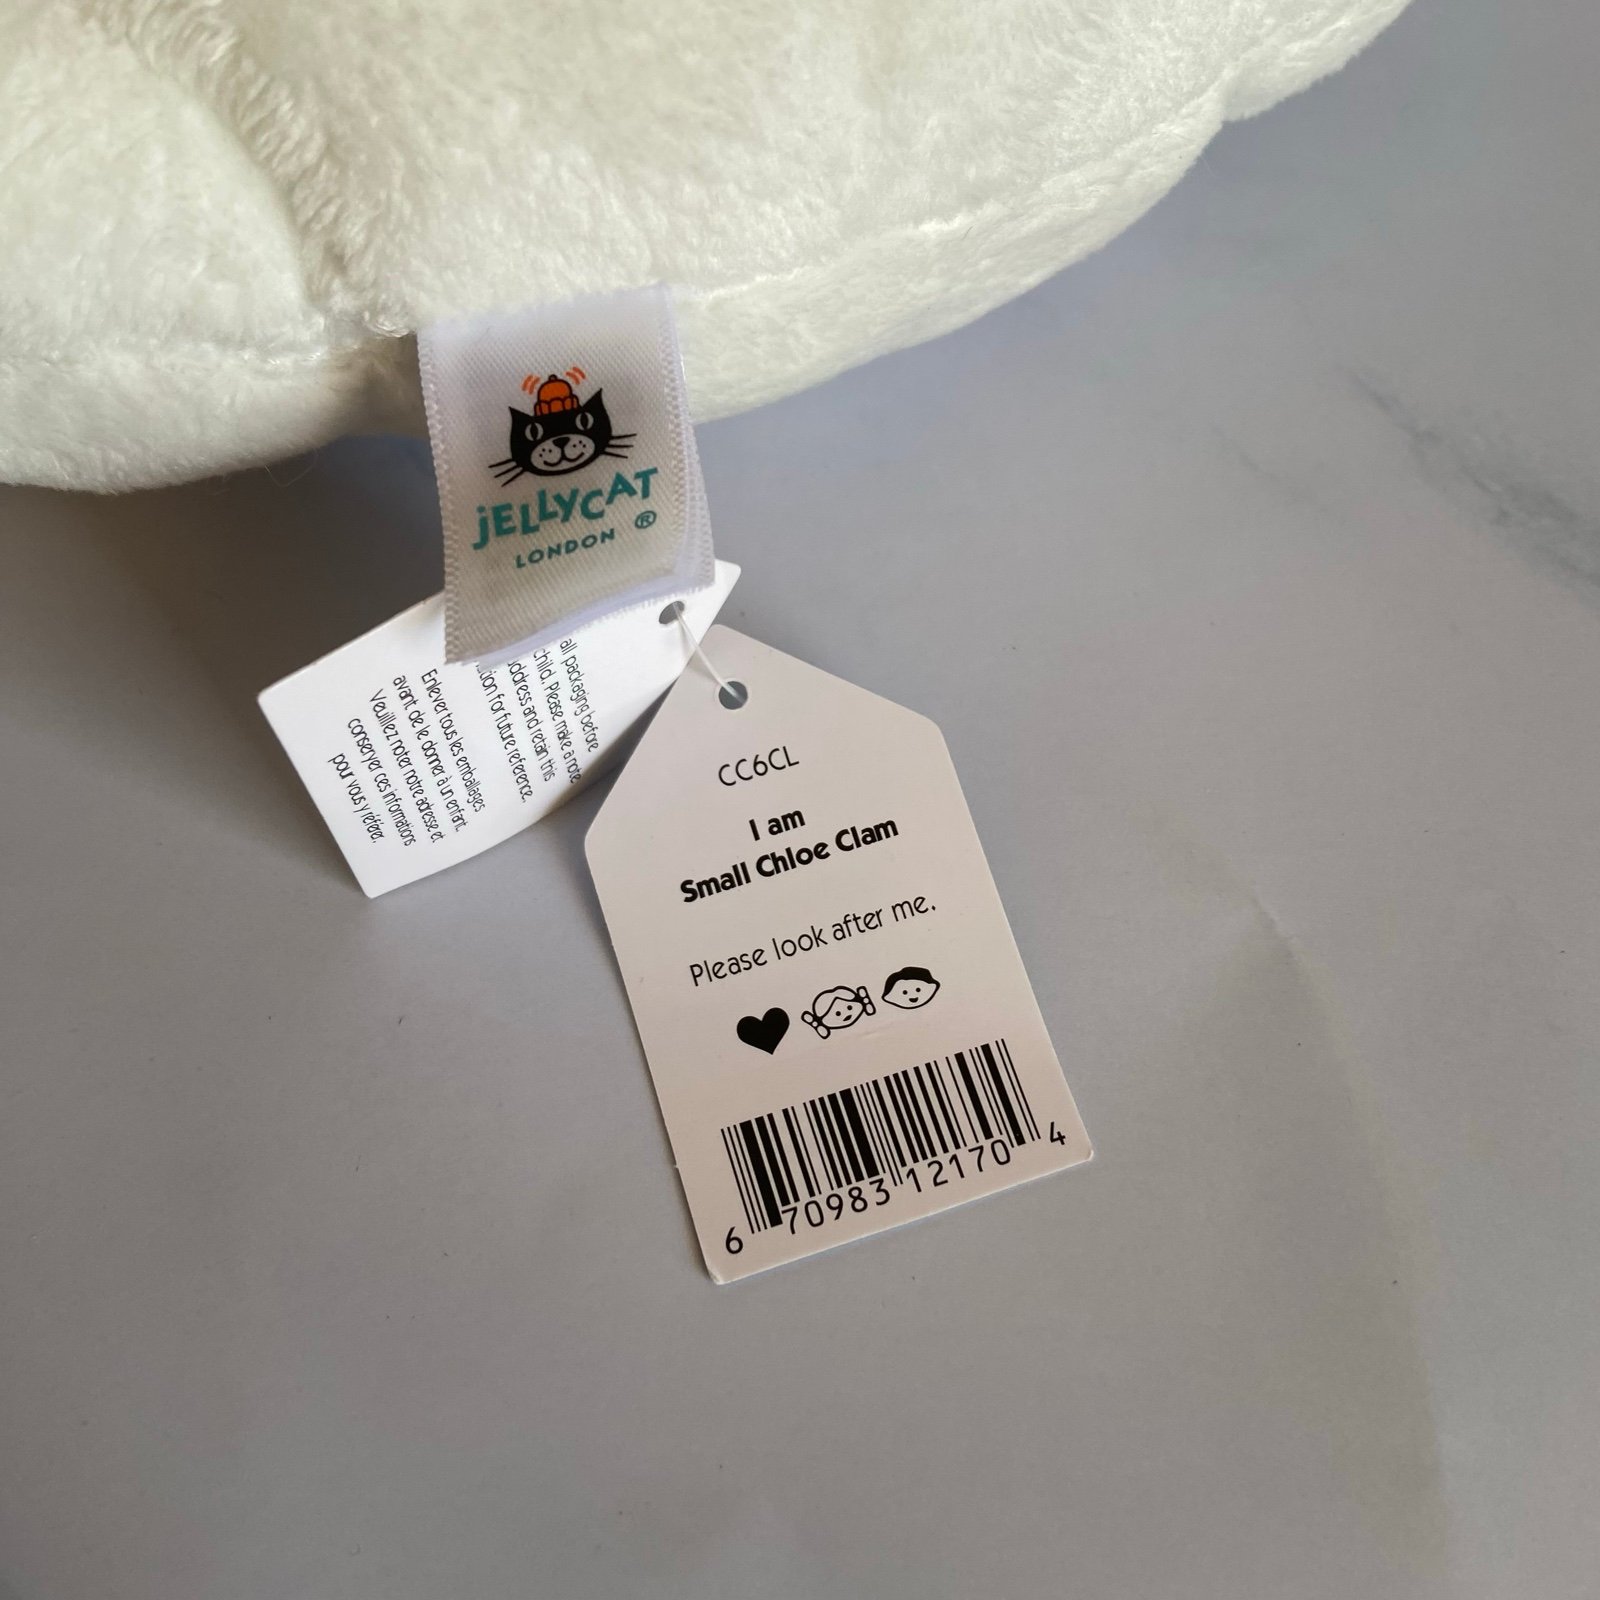 jELLYCAT ®
LONDON
all packaging before
child. Please make a note
address and retain this
for future reference.
Enlever tous les emballages
avant de le donner à un enfant.
Veuillez noter notre adresse et
conserver ces informations
pour vous y référer.
CC6CL
I am
Small Chloe Clam
Please look after me.
6 70983 12170 4